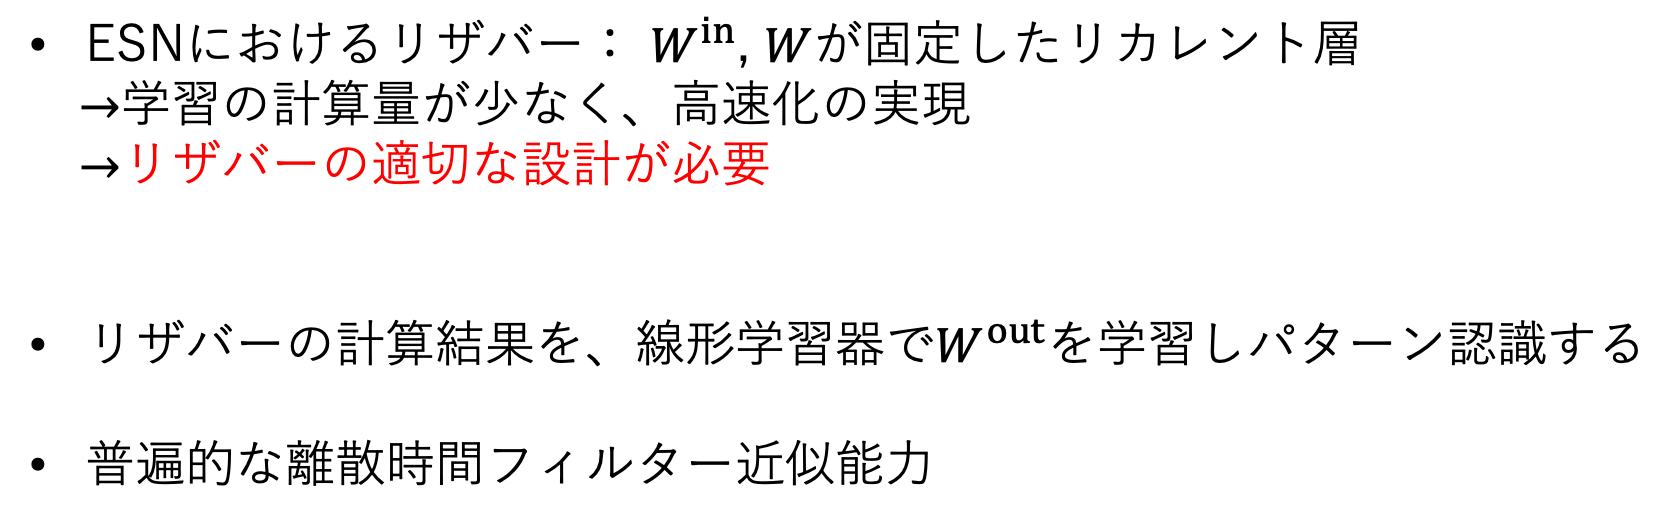 • ESNにおけるリザバー： W^in, Wが固定したリカレント層
→学習の計算量が少なく、高速化の実現
→リザバーの適切な設計が必要
• リザバーの計算結果を、線形学習器でW^outを学習しパターン認識する
• 普遍的な離散時間フィルター近似能力